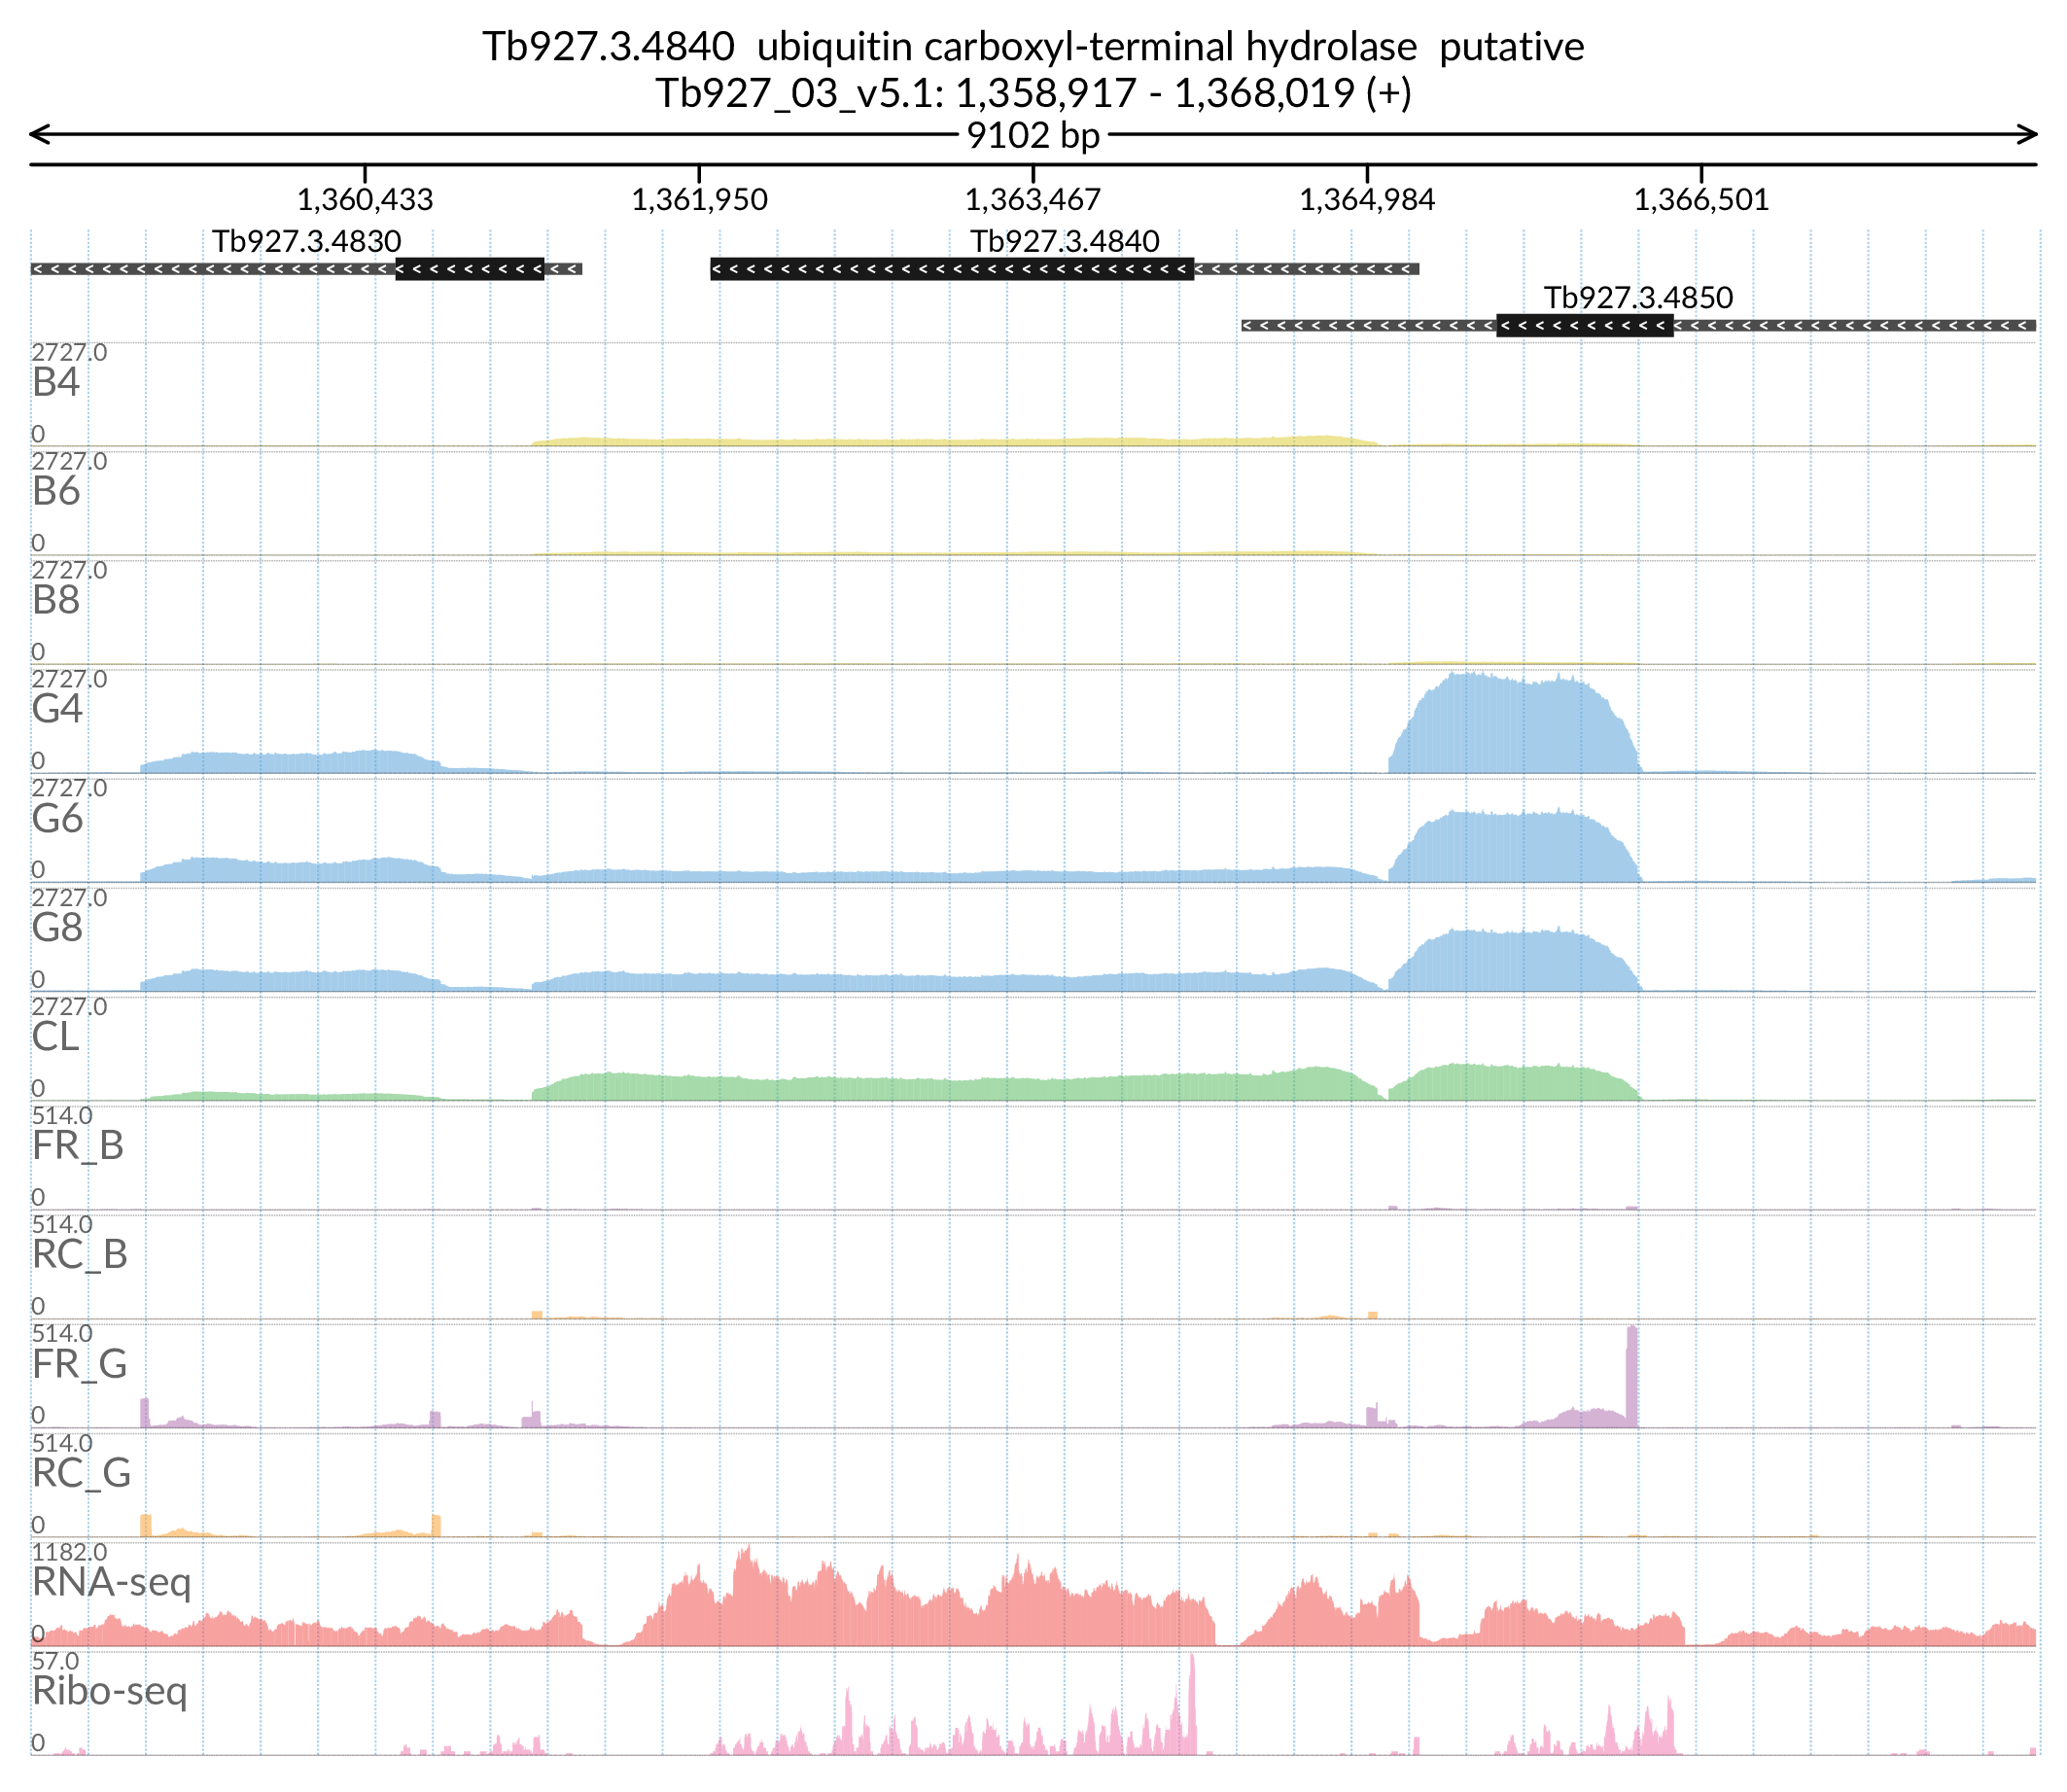 Tb927.3.4840  ubiquitin carboxyl-terminal hydrolase  putative
Tb927_03_v5.1: 1,358,917 - 1,368,019 (+)
9102 bp
1,360,433 1,361,950 1,363,467 1,364,984 1,366,501
Tb927.3.4830 Tb927.3.4840
Tb927.3.4850
2727.0
B4
0
2727.0
B6
0
2727.0
B8
0
2727.0
G4
0
2727.0
G6
0
2727.0
G8
0
2727.0
CL
0
514.0
FR_B
0
514.0
RC_B
0
514.0
FR_G
0
514.0
RC_G
0
1182.0
RNA-seq
0
57.0
Ribo-seq
0